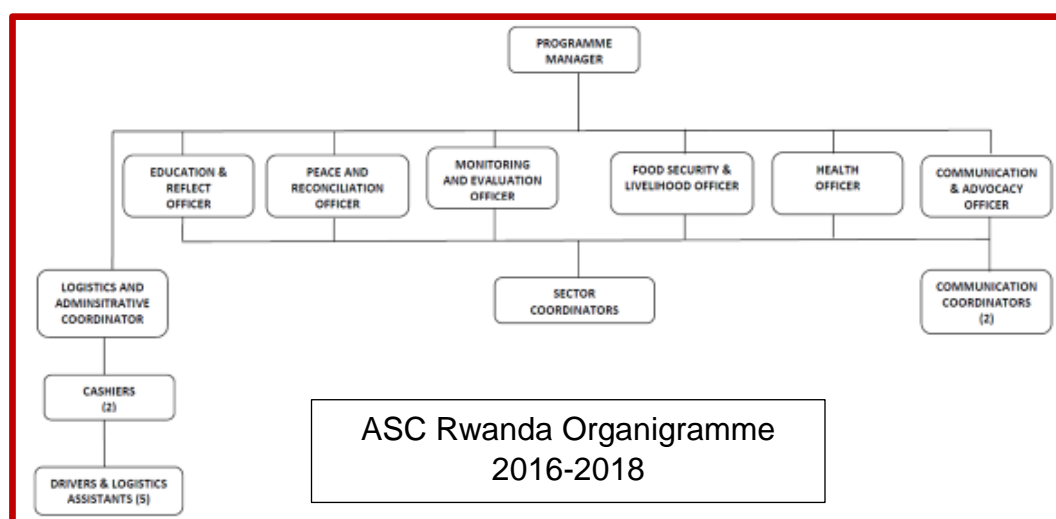 PROGRAMME
MANAGER
EDUCATION &
REFLECT
OFFICER
PEACE AND
RECONCILIATION
OFFICER
MONITORING
AND EVALUATION
OFFICER
FOOD SECURITY &
LIVELIHOOD OFFICER
HEALTH
OFFICER
COMMUNICATION
& ADVOCACY
OFFICER
LOGISTICS AND
ADMINSITRATIVE
COORDINATOR
SECTOR
COORDINATORS
COMMUNICATION
COORDINATORS
(2)
CASHIERS
(2)
DRIVERS & LOGISTICS
ASSISTANTS (5)
ASC Rwanda Organigramme
2016-2018